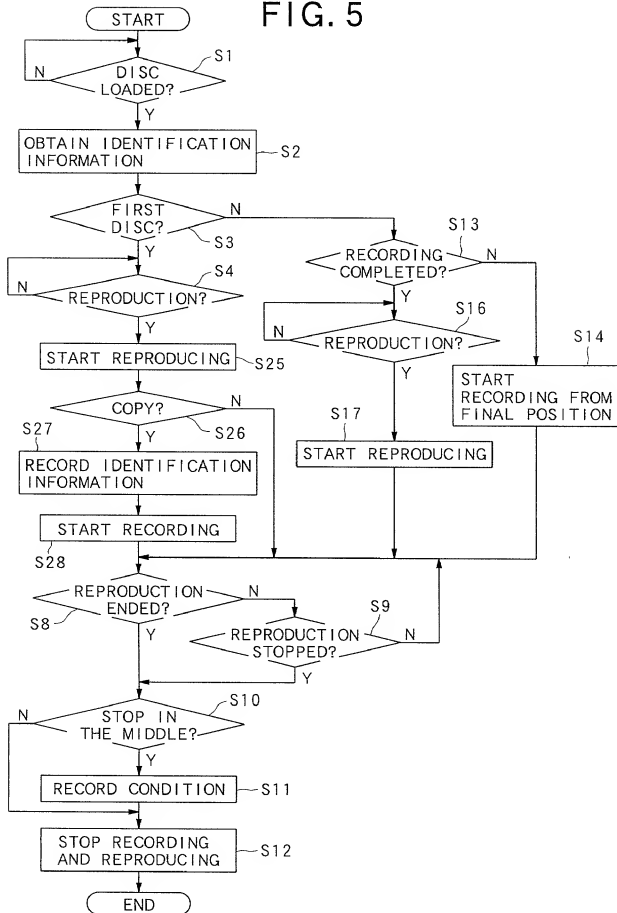 FIG. 5
START
S1
N
DISC
LOADED?
Y
OBTAIN IDENTIFICATION
INFORMATION
S2
FIRST
DISC?
N
S3
Y
S4
REPRODUCTION?
N
Y
START REPRODUCING
S25
COPY?
N
S26
Y
S27
RECORD IDENTIFICATION
INFORMATION
START RECORDING
S28
S13
RECORDING
COMPLETED?
N
Y
S16
REPRODUCTION?
N
Y
S17
START REPRODUCING
S14
START
RECORDING FROM
FINAL POSITION
REPRODUCTION
ENDED?
N
S8
Y
S9
REPRODUCTION
STOPPED?
N
Y
S10
N
STOP IN
THE MIDDLE?
Y
RECORD CONDITION
S11
STOP RECORDING
AND REPRODUCING
S12
END